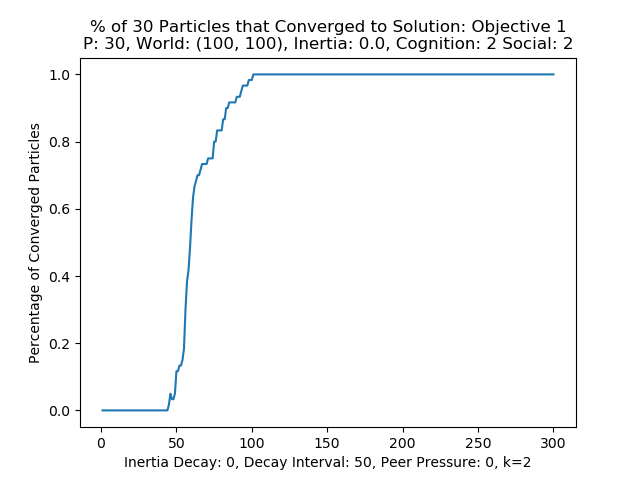 % of 30 Particles that Converged to Solution: Objective 1
P: 30, World: (100, 100), Inertia: 0.0, Cognition: 2 Social: 2
Percentage of Converged Particles
1.0
0.8
0.6
0.4
0.2
0.0
0 50 100 150 200 250 300
Inertia Decay: 0, Decay Interval: 50, Peer Pressure: 0, k=2